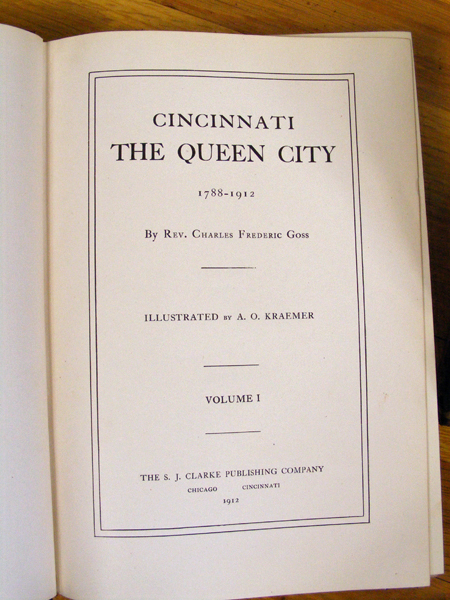 CINCINNATI
THE QUEEN CITY
1788-1912
By Rev. Charles Frederic Goss
ILLUSTRATED BY A. O. KRAEMER
VOLUME I
THE S. J. CLARKE PUBLISHING COMPANY
CHICAGO CINCINNATI
1912